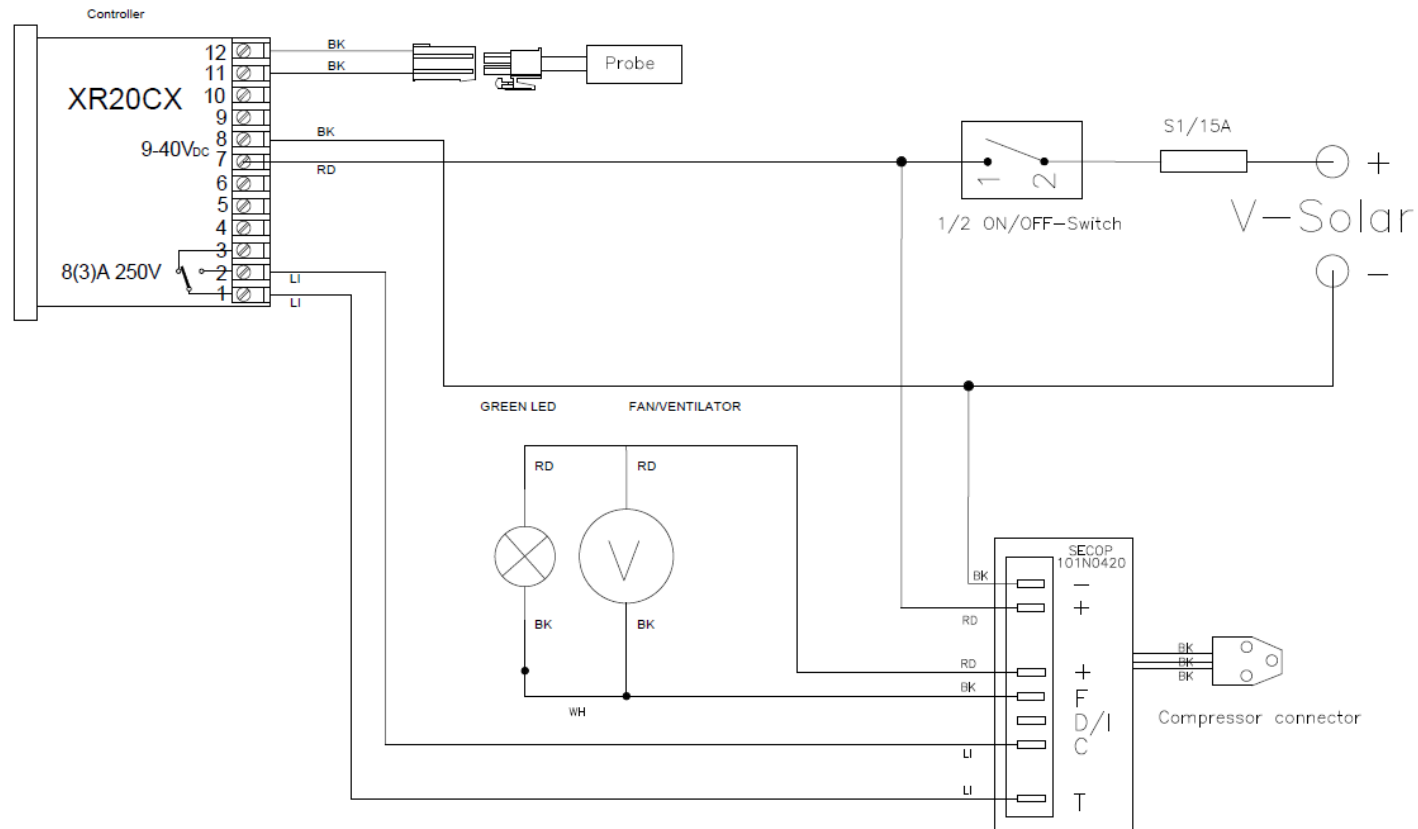 Controller
12 BK
11 BK
Probe
XR20CX 10
9
9-40VDC 8 BK
7 RD
6
5
4
3
8(3)A 250V 2 LI
1 LI
1 2
1/2 ON/OFF-Switch
S1/15A
+
V-Solar
-
GREEN LED FAN/VENTILATOR
RD RD
V
BK BK
WH
SECOP
101N0420
BK -
RD +
RD +
BK F
D/I
LI C
LI T
BK
BK
BK
Compressor connector